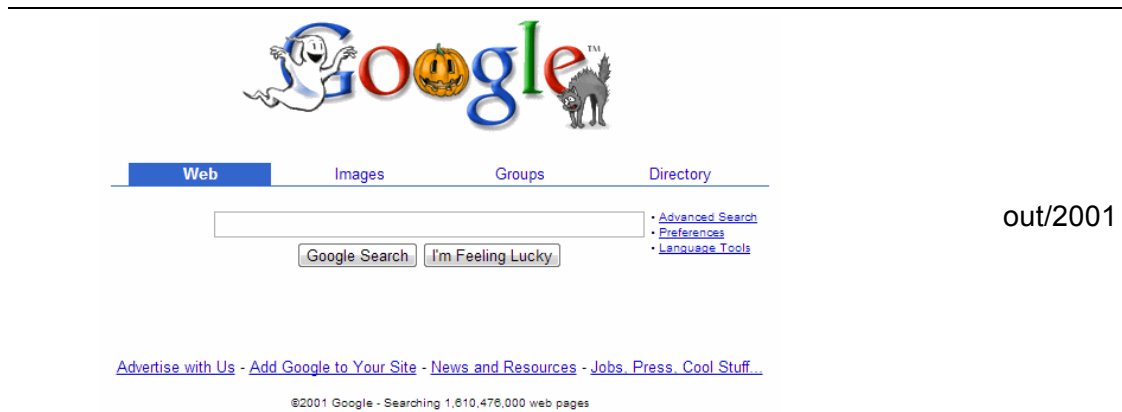 Google™
Web Images Groups Directory
• Advanced Search
• Preferences
• Language Tools
Google Search I'm Feeling Lucky
out/2001
Advertise with Us - Add Google to Your Site - News and Resources - Jobs, Press, Cool Stuff...
©2001 Google - Searching 1,610,476,000 web pages